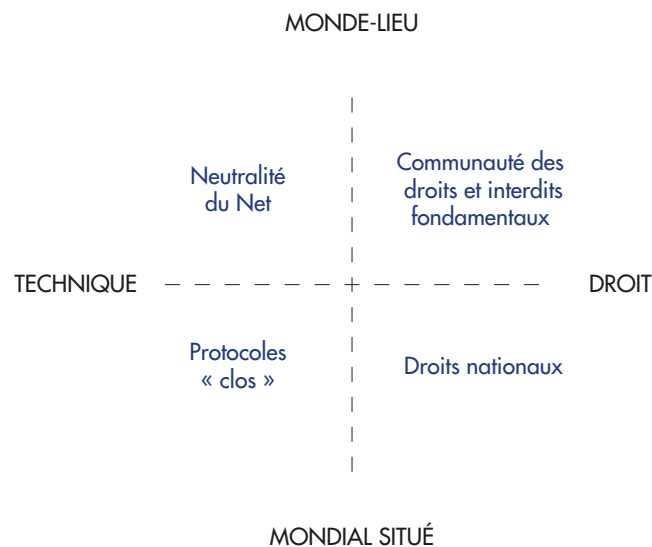 MONDE-LIEU
Neutralité
du Net
Communauté des
droits et interdits
fondamentaux
TECHNIQUE
DROIT
Protocoles
« clos »
Droits nationaux
MONDIAL SITUÉ